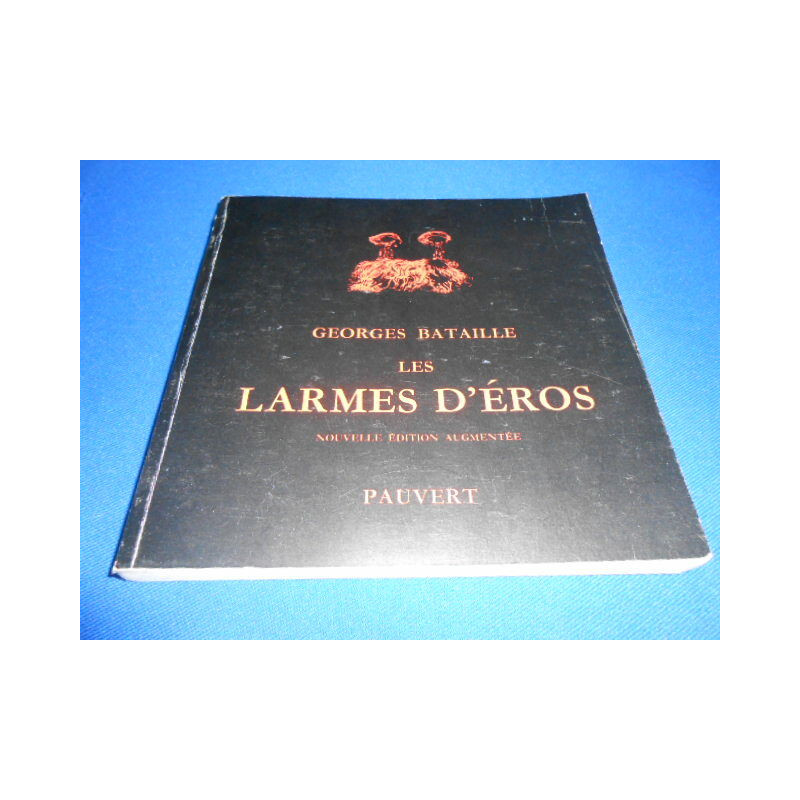 GEORGES BATAILLE
LES
LARMES D'ÉROS
NOUVELLE ÉDITION AUGMENTÉE
PAUVERT